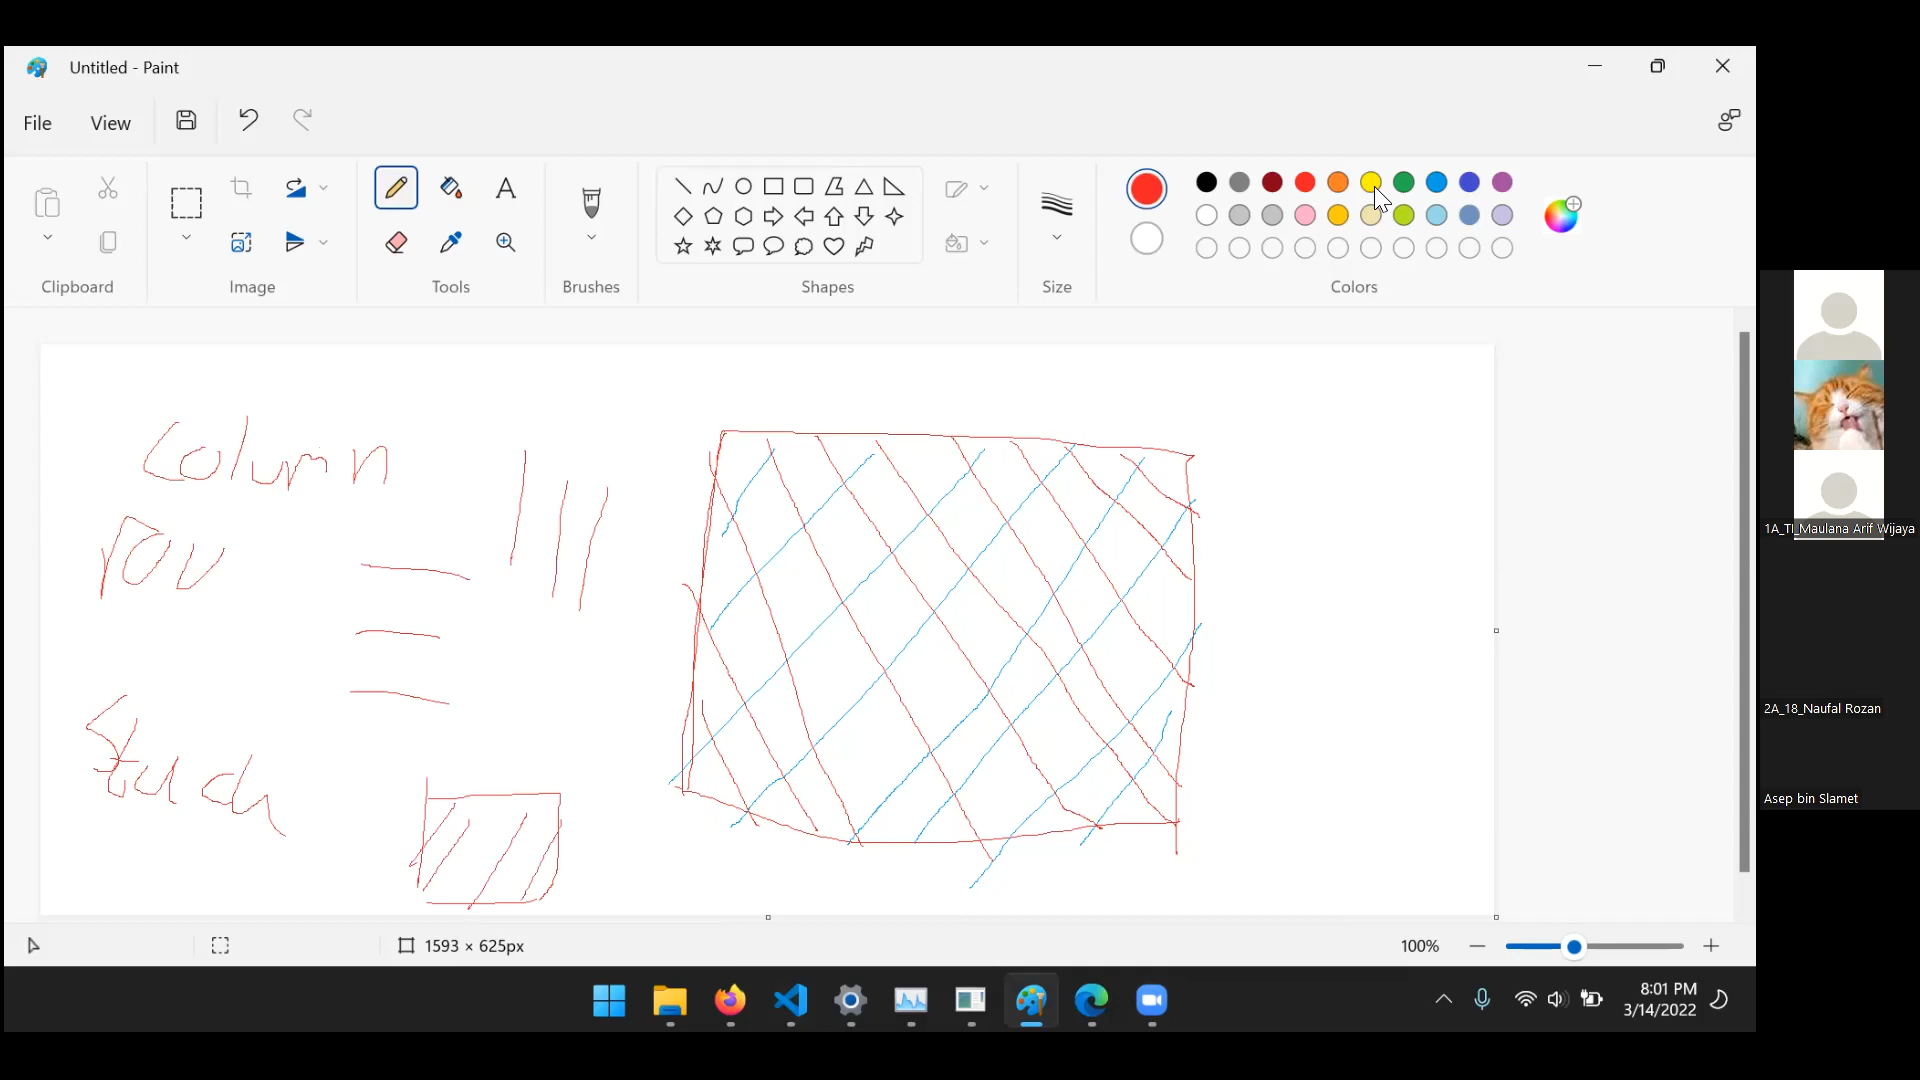 Untitled - Paint
File View
Clipboard Image Tools Brushes Shapes Size Colors
Column
row
Stack
1A_TI_Maulana Arif Wijaya
2A_18_Naufal Rozan
Asep bin Slamet
1593 × 625px
100%
8:01 PM
3/14/2022